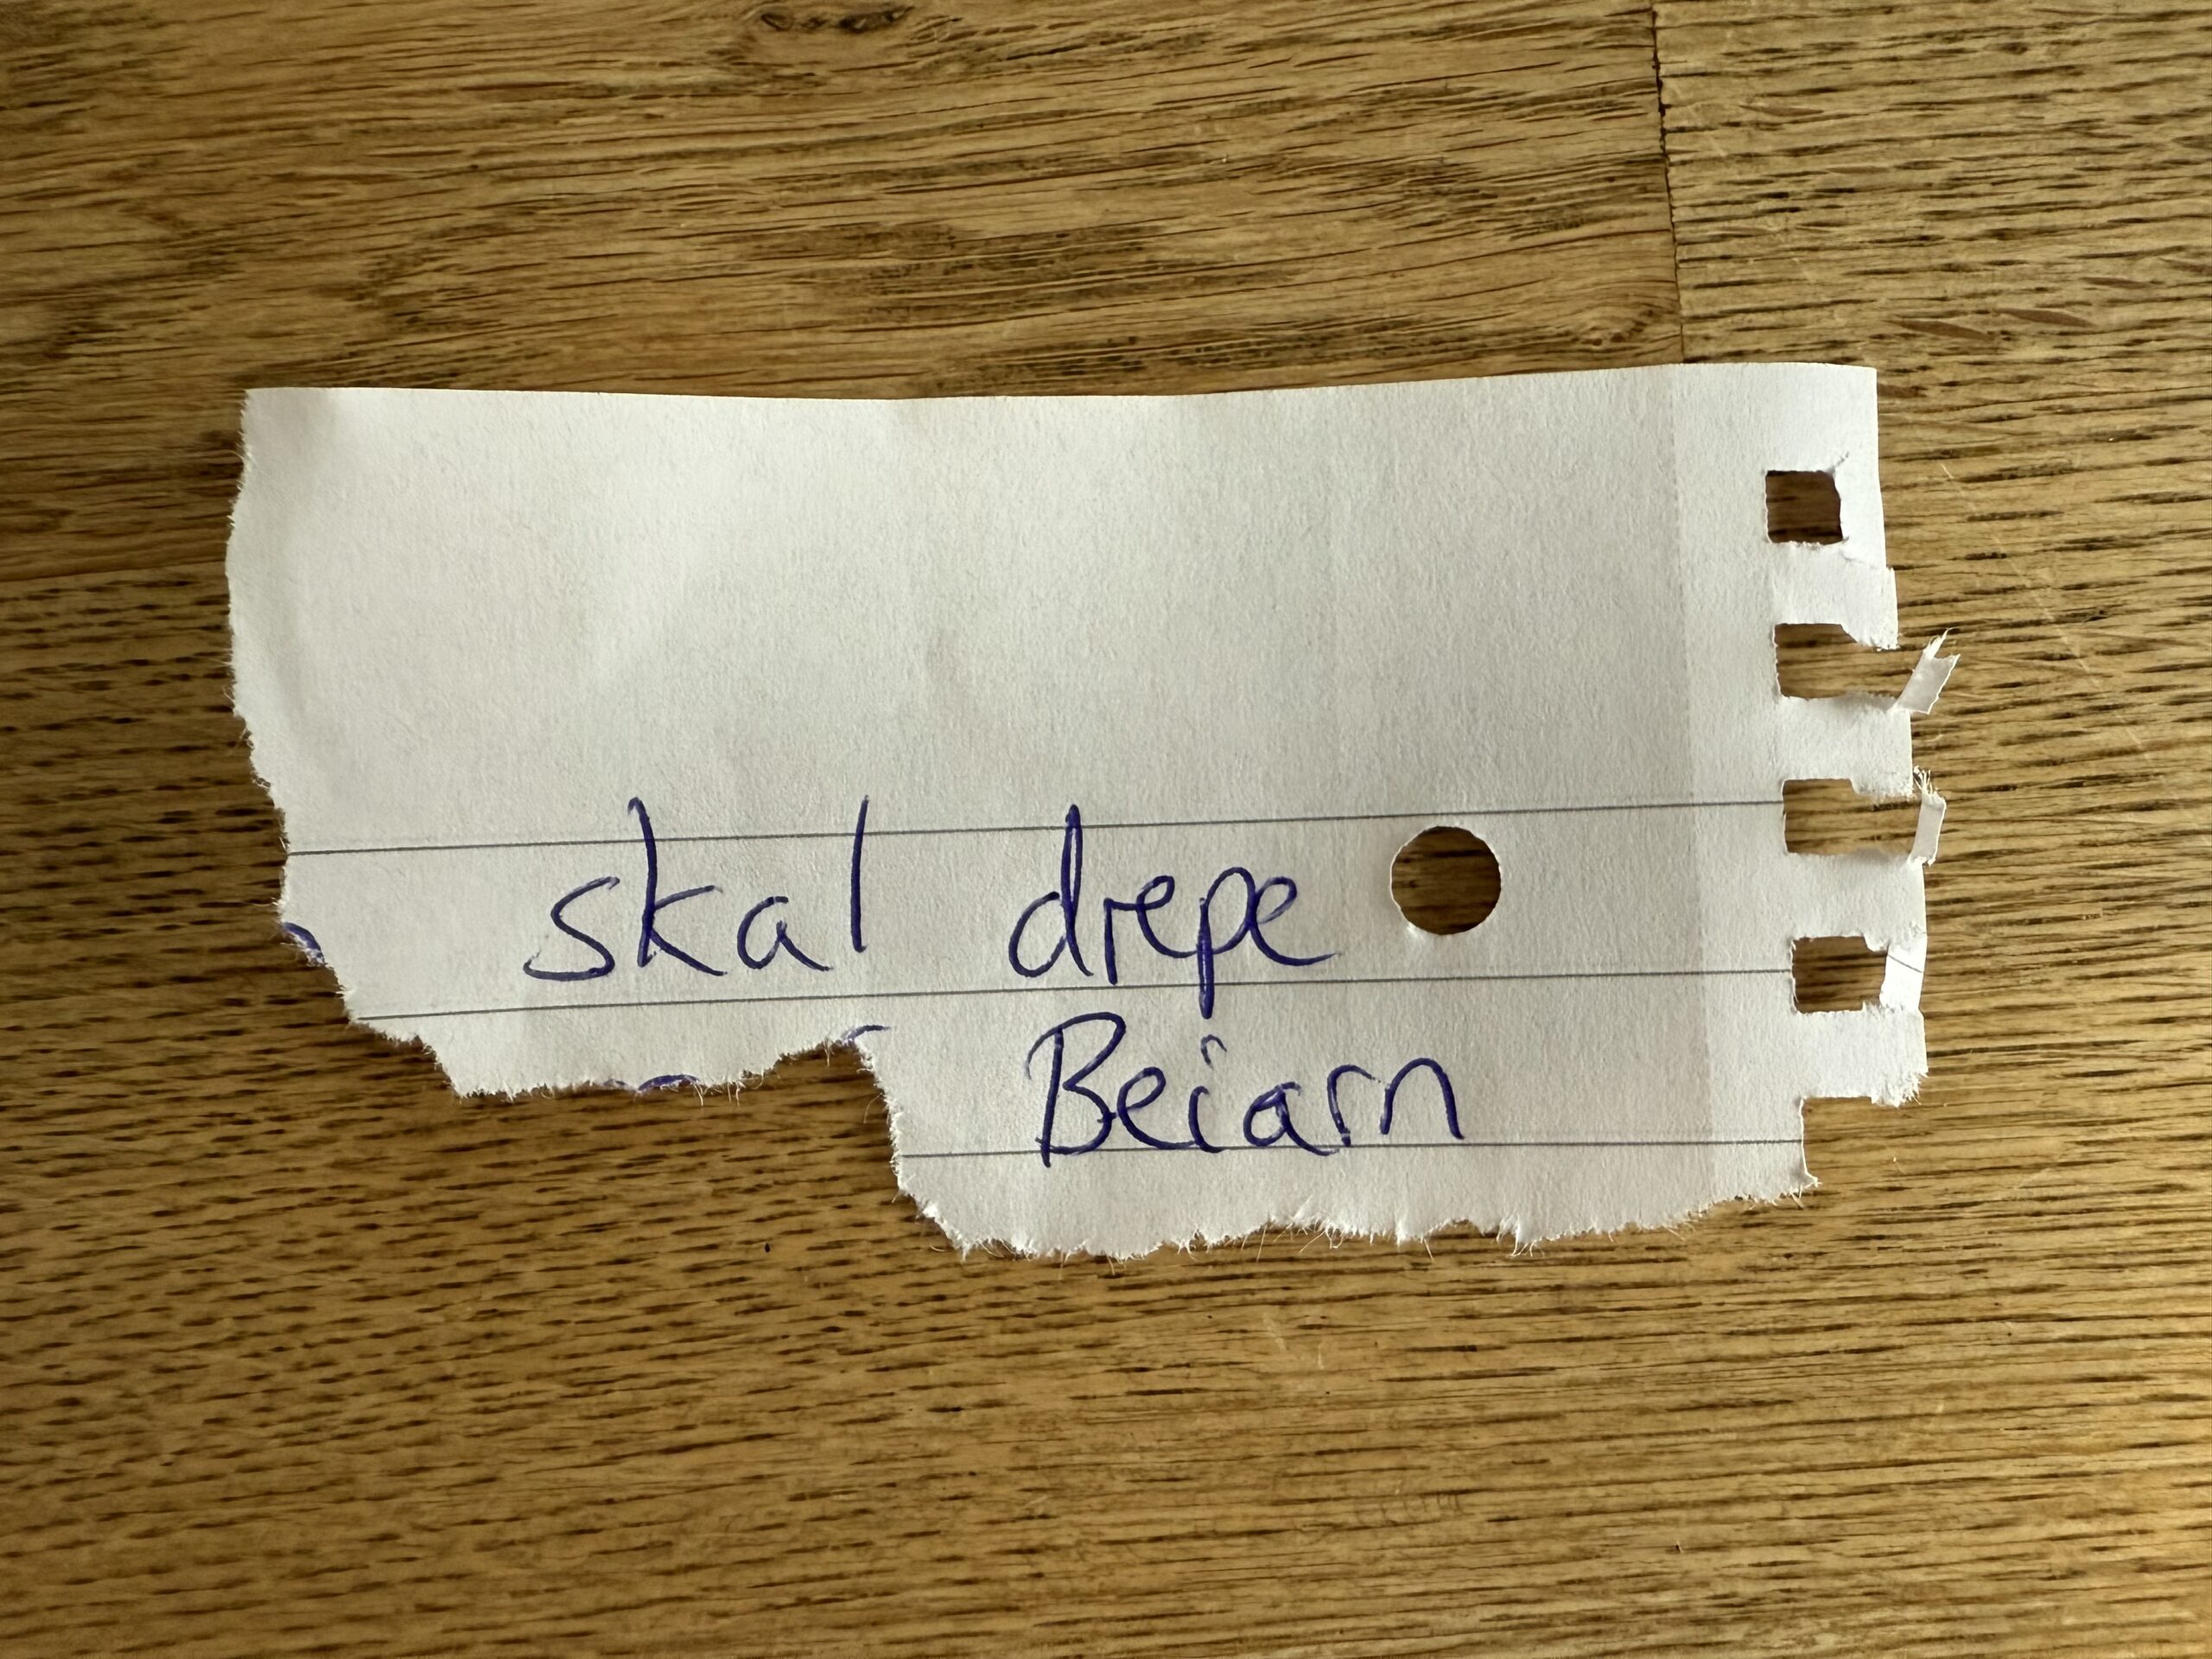 skal drepe
Beiarn